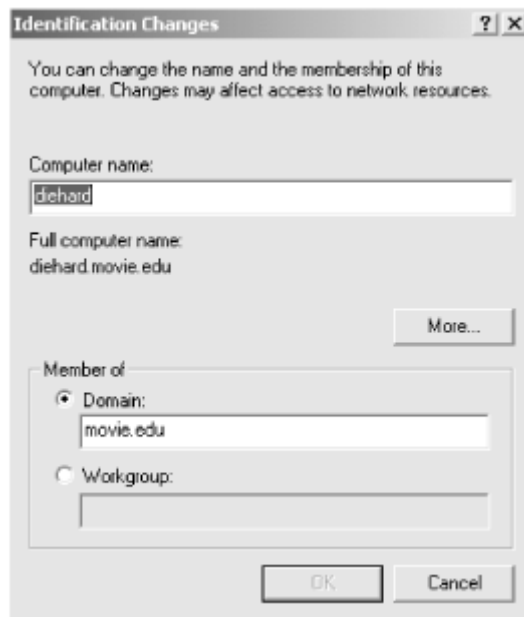 Identification Changes
You can change the name and the membership of this
computer. Changes may affect access to network resources.
Computer name:
diehard
Full computer name:
diehard.movie.edu
More...
Member of
Domain:
movie.edu
Workgroup:
OK
Cancel